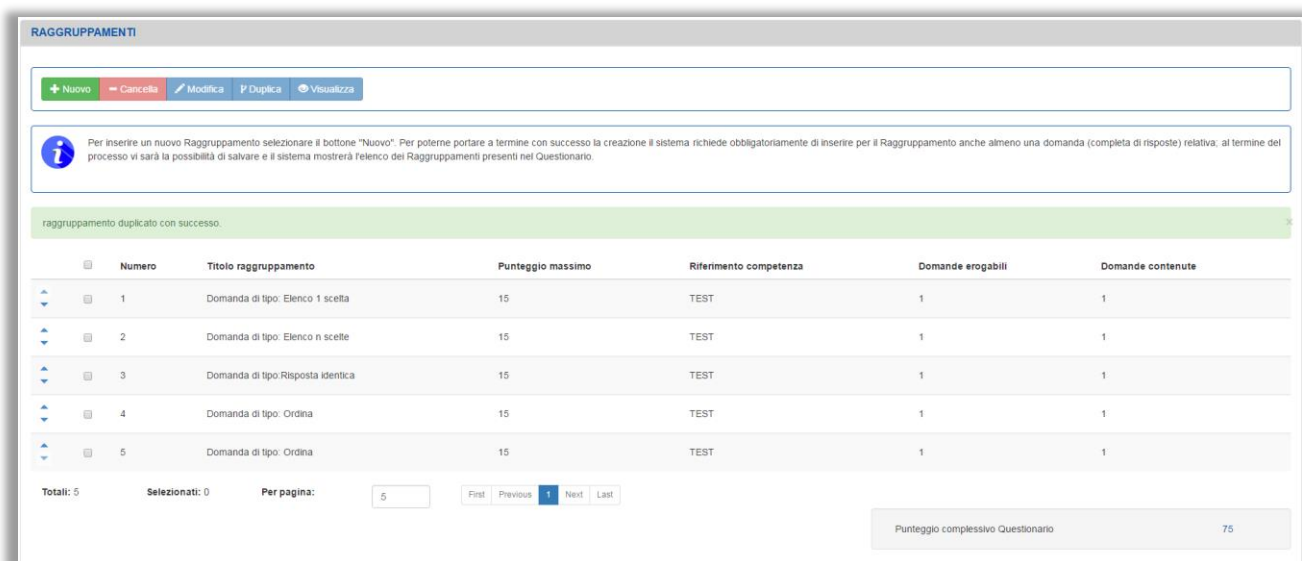 RAGGRUPPAMENTI
Nuovo Cancella Modifica Duplica Visualizza
Per inserire un nuovo Raggruppamento selezionare il bottone "Nuovo". Per poterne portare a termine con successo la creazione il sistema richiede obbligatoriamente di inserire per il Raggruppamento anche almeno una domanda (completa di risposte) relativa; al termine del
processo vi sarà la possibilità di salvare e il sistema mostrerà l'elenco dei Raggruppamenti presenti nel Questionario.
raggruppamento duplicato con successo. ×
Numero Titolo raggruppamento Punteggio massimo Riferimento competenza Domande erogabili Domande contenute
1 Domanda di tipo: Elenco 1 scelta 15 TEST 1 1
2 Domanda di tipo: Elenco n scelte 15 TEST 1 1
3 Domanda di tipo:Risposta identica 15 TEST 1 1
4 Domanda di tipo: Ordina 15 TEST 1 1
5 Domanda di tipo: Ordina 15 TEST 1 1
Totali: 5 Selezionati: 0 Per pagina: 5 First Previous 1 Next Last
Punteggio complessivo Questionario 75